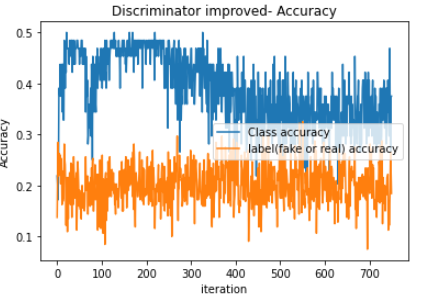 Discriminator improved- Accuracy
0.5
0.4
0.3
0.2
0.1
Accuracy
Class accuracy
label(fake or real) accuracy
0 100 200 300 400 500 600 700
iteration